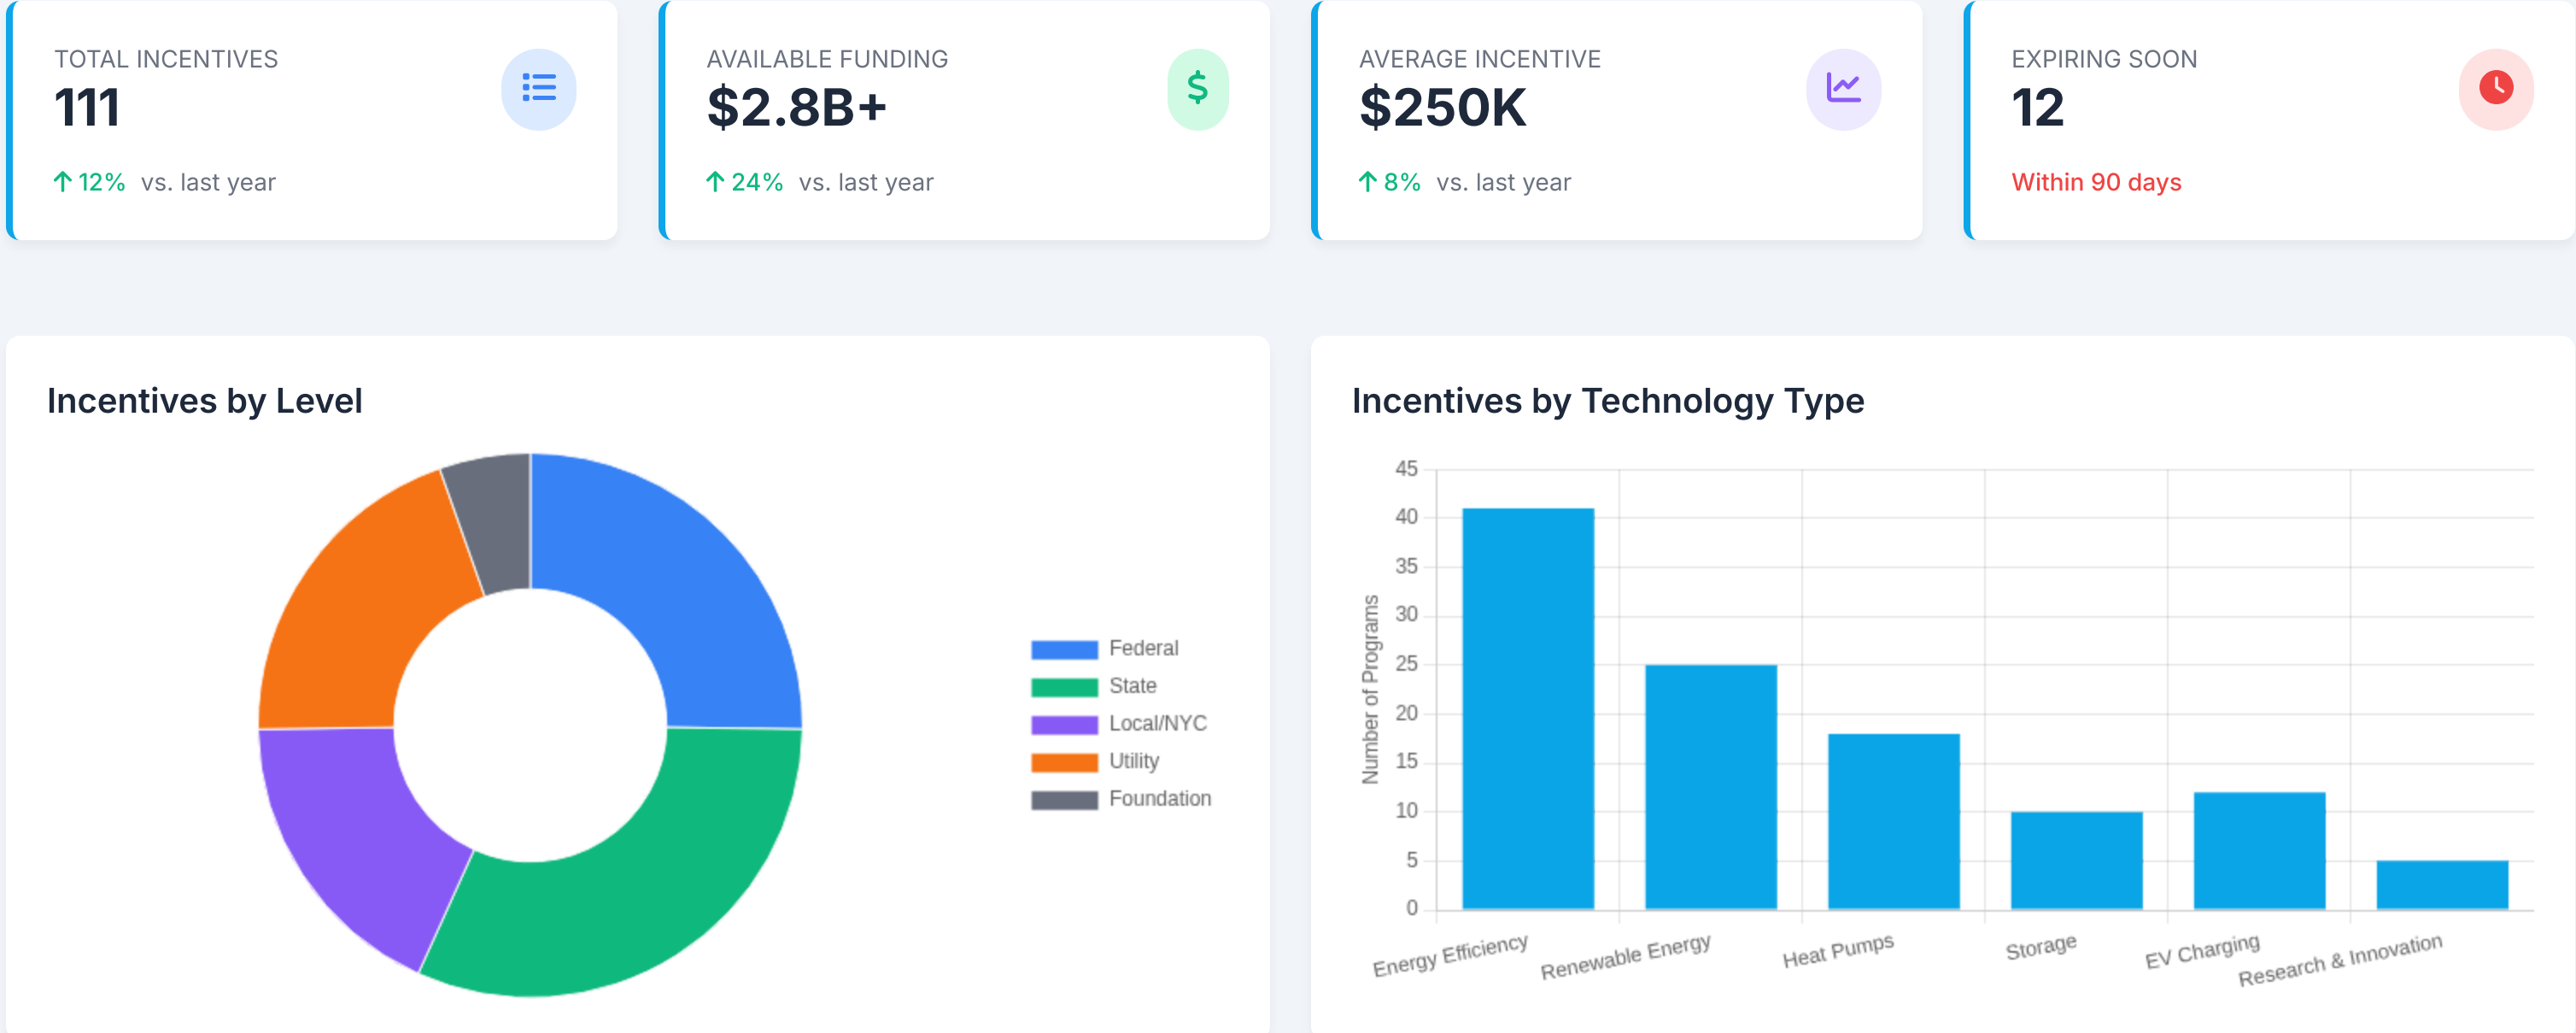 TOTAL INCENTIVES
111
12% vs. last year
AVAILABLE FUNDING
$2.8B+
24% vs. last year
AVERAGE INCENTIVE
$250K
8% vs. last year
EXPIRING SOON
12
Within 90 days
Incentives by Level
Federal
State
Local/NYC
Utility
Foundation
Incentives by Technology Type
Number of Programs
45
40
35
30
25
20
15
10
5
0
Energy Efficiency
Renewable Energy
Heat Pumps
Storage
EV Charging
Research & Innovation